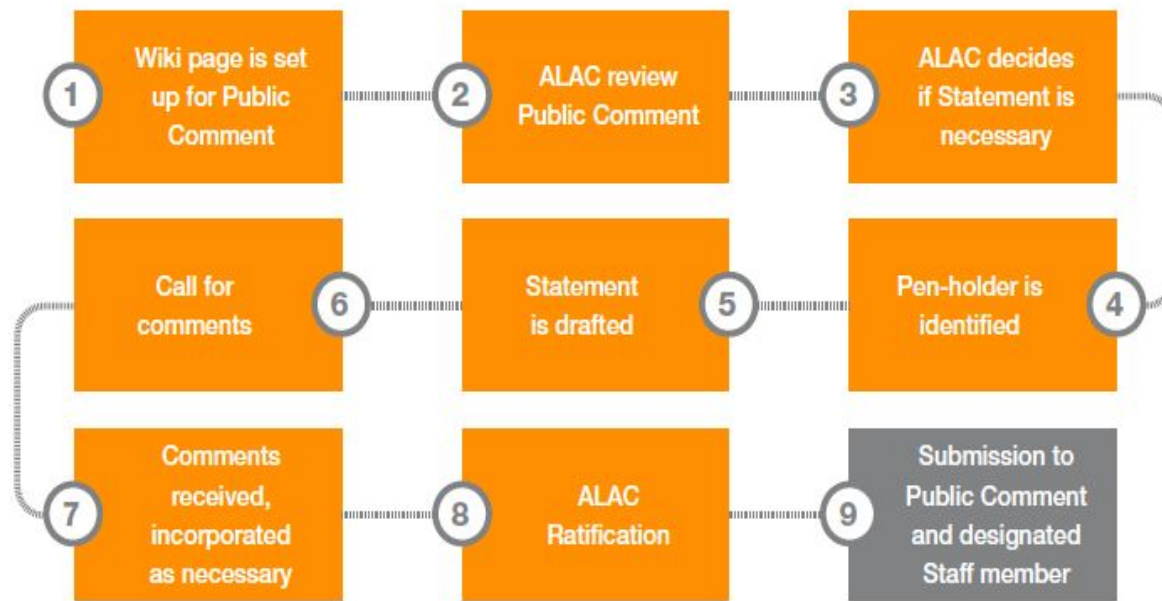 1
Wiki page is set
up for Public
Comment
2
ALAC review
Public Comment
3
ALAC decides
if Statement is
necessary
4
Pen-holder is
identified
5
Statement
is drafted
6
Call for
comments
7
Comments
received,
incorporated
as necessary
8
ALAC
Ratification
9
Submission to
Public Comment
and designated
Staff member